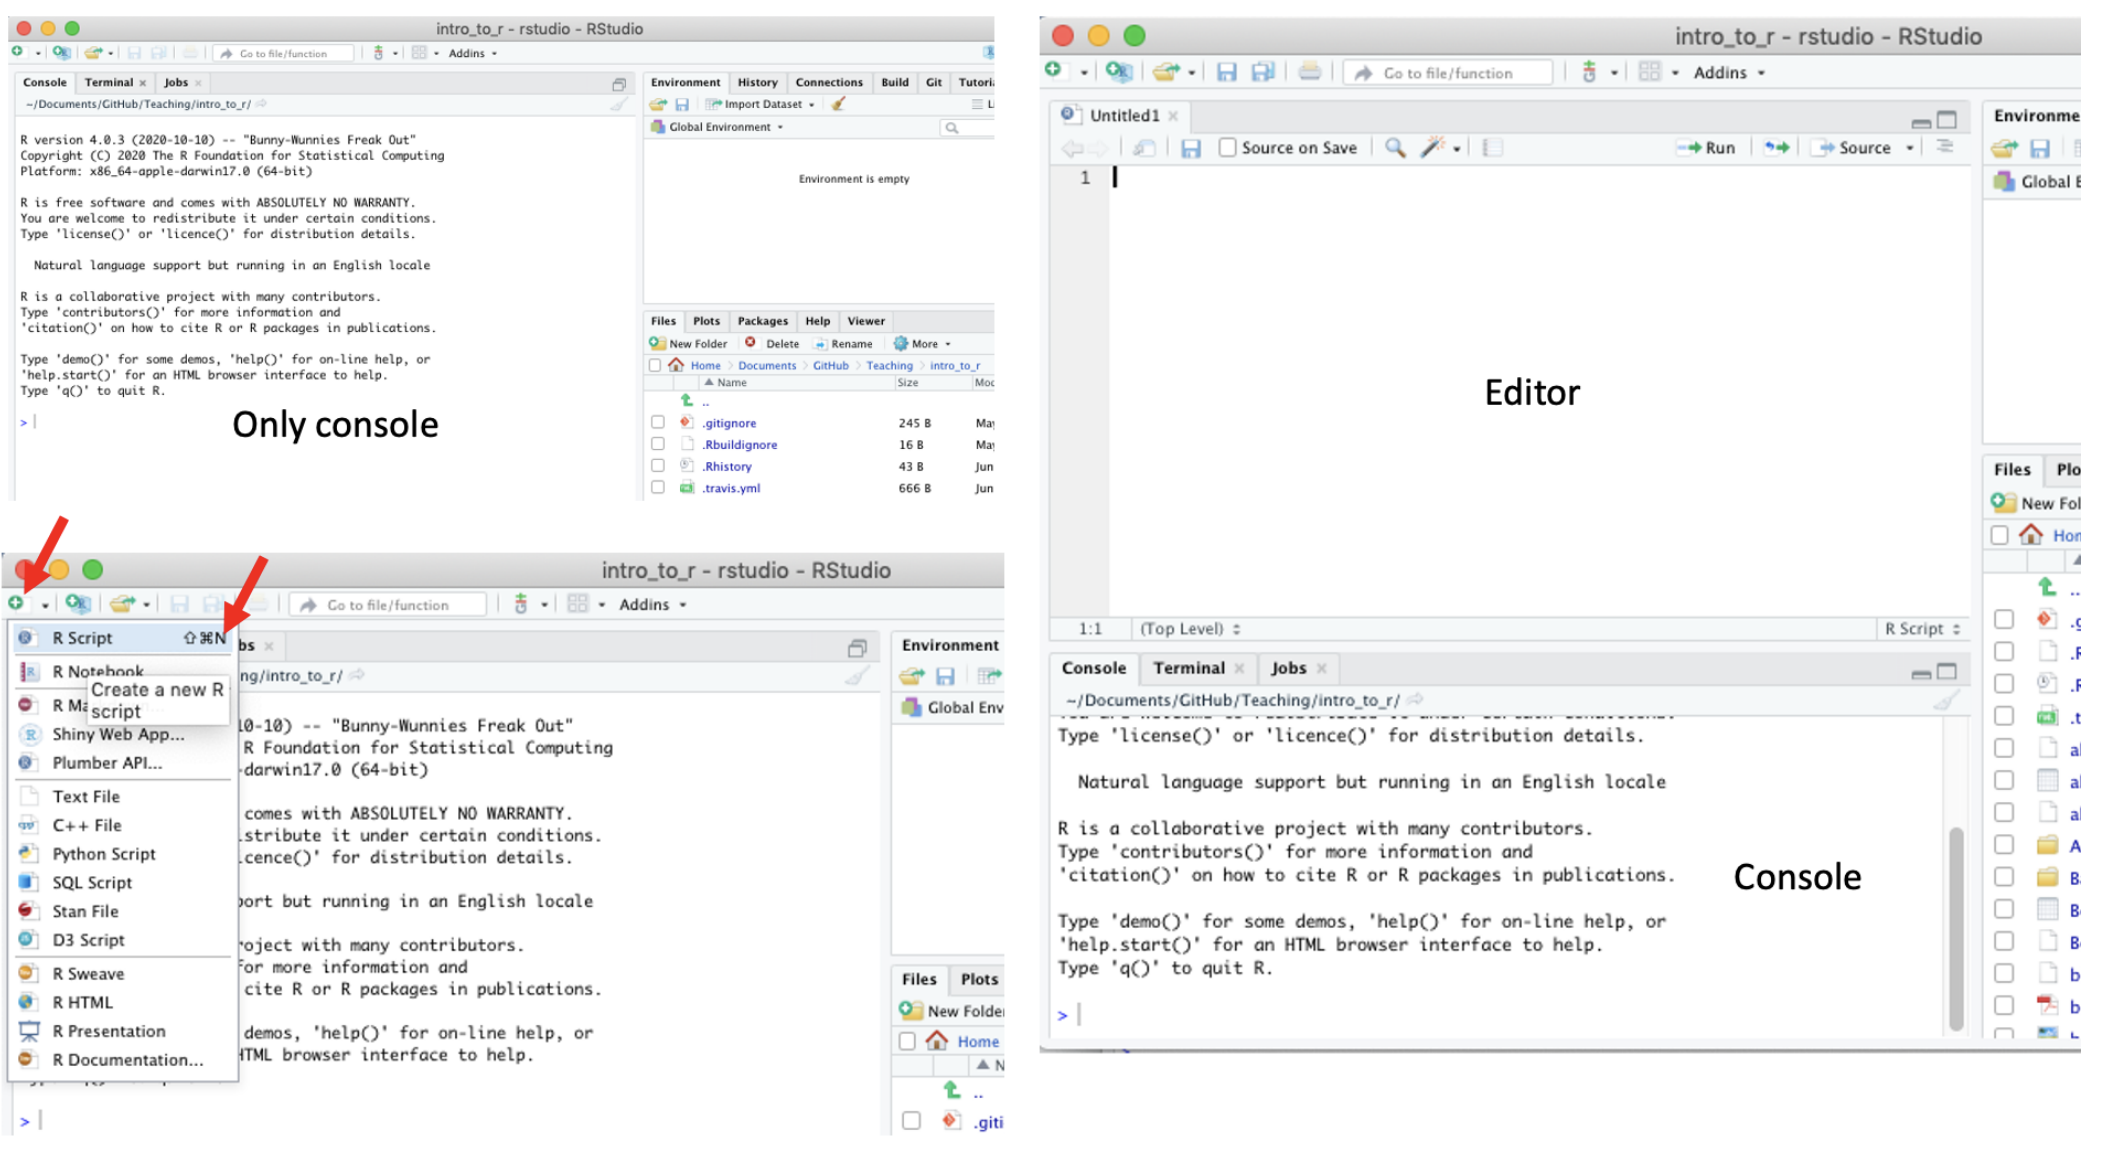 intro_to_r - rstudio - RStudio
Go to file/function
Addins
Console Terminal Jobs
~/Documents/GitHub/Teaching/intro_to_r/
R version 4.0.3 (2020-10-10) -- "Bunny-Wunnies Freak Out"
Copyright (C) 2020 The R Foundation for Statistical Computing
Platform: x86_64-apple-darwin17.0 (64-bit)
R is free software and comes with ABSOLUTELY NO WARRANTY.
You are welcome to redistribute it under certain conditions.
Type 'license()' or 'licence()' for distribution details.
Natural language support but running in an English locale
R is a collaborative project with many contributors.
Type 'contributors()' for more information and
'citation()' on how to cite R or R packages in publications.
Type 'demo()' for some demos, 'help()' for on-line help, or
'help.start()' for an HTML browser interface to help.
Type 'q()' to quit R.
>
Only console
Environment History Connections Build Git Tutoria
Import Dataset
Global Environment
Environment is empty
Files Plots Packages Help Viewer
New Folder Delete Rename More
Home Documents GitHub Teaching intro_to_r
Name Size Mod
..
.gitignore 245 B May
.Rbuildignore 16 B May
.Rhistory 43 B Jun
.travis.yml 666 B Jun
intro_to_r - rstudio - RStudio
Go to file/function
Addins
R Script ⇧⌘N
R Notebook
Create a new R
script
R Ma
Shiny Web App...
Plumber API...
Text File
C++ File
Python Script
SQL Script
Stan File
D3 Script
R Sweave
R HTML
R Presentation
R Documentation...
bs
ng/intro_to_r/
10-10) -- "Bunny-Wunnies Freak Out"
R Foundation for Statistical Computing
-darwin17.0 (64-bit)
comes with ABSOLUTELY NO WARRANTY.
stribute it under certain conditions.
cence()' for distribution details.
port but running in an English locale
roject with many contributors.
for more information and
cite R or R packages in publications.
demos, 'help()' for on-line help, or
HTML browser interface to help.
>
Environment
Global Env
Files Plots
New Folder
Home
N
..
.giti
intro_to_r - rstudio - RStudio
Go to file/function
Addins
Untitled1
Source on Save
Run
Source
1
Editor
1:1 (Top Level)
R Script
Console Terminal Jobs
~/Documents/GitHub/Teaching/intro_to_r/
Type 'license()' or 'licence()' for distribution details.
Natural language support but running in an English locale
R is a collaborative project with many contributors.
Type 'contributors()' for more information and
'citation()' on how to cite R or R packages in publications.
Type 'demo()' for some demos, 'help()' for on-line help, or
'help.start()' for an HTML browser interface to help.
Type 'q()' to quit R.
>
Console
Environme
Global E
Files Plo
New Fol
Hom
..
.g
.R
.R
.t
al
al
al
A
B
B
B
b
b